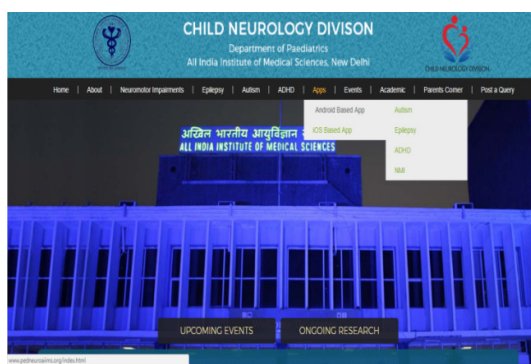 CHILD NEUROLOGY DIVISON
Department of Paediatrics
All India Institute of Medical Sciences, New Delhi
CHILD NEUROLOGY DIVISON
Home | About | Neuromotor Impairments | Epilepsy | Autism | ADHD | Apps | Events | Academic | Parents Corner | Post a Query
Android Based App
Autism
iOS Based App
Epilepsy
ADHD
NMI
अखिल भारतीय आयुर्विज्ञान
ALL INDIA INSTITUTE OF MEDICAL SCIENCES
UPCOMING EVENTS
ONGOING RESEARCH
www.pedneuroaiims.org/index.html